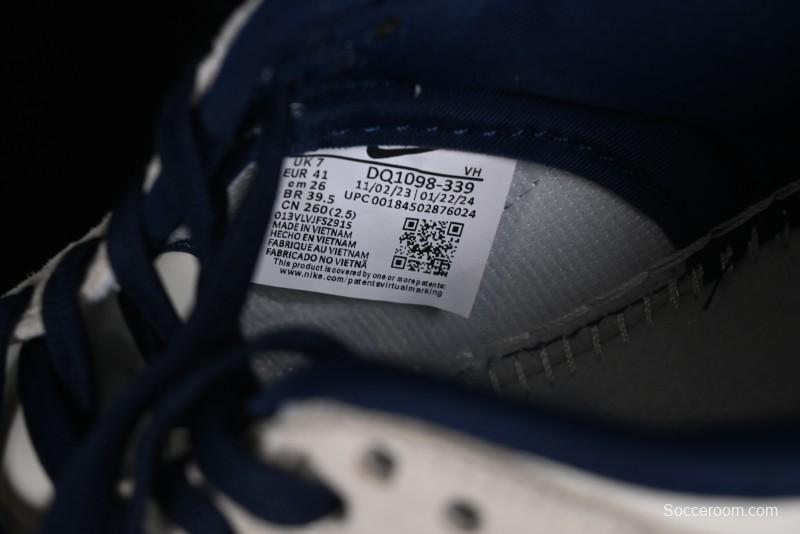 UK 7
EUR 41
cm 26
BR 39.5
CN 260(2.5)
013VLVJFSZ915
MADE IN VIETNAM
HECHO EN VIETNAM
FABRIQUE AU VIETNAM
FABRICADO NO VIETNÃ
This product is covered by one or more patents:
www.nike.com/patentsvirtualmarking
VH
DQ1098-339
11/02/23 | 01/22/24
UPC 00184502876024
Socceroom.com